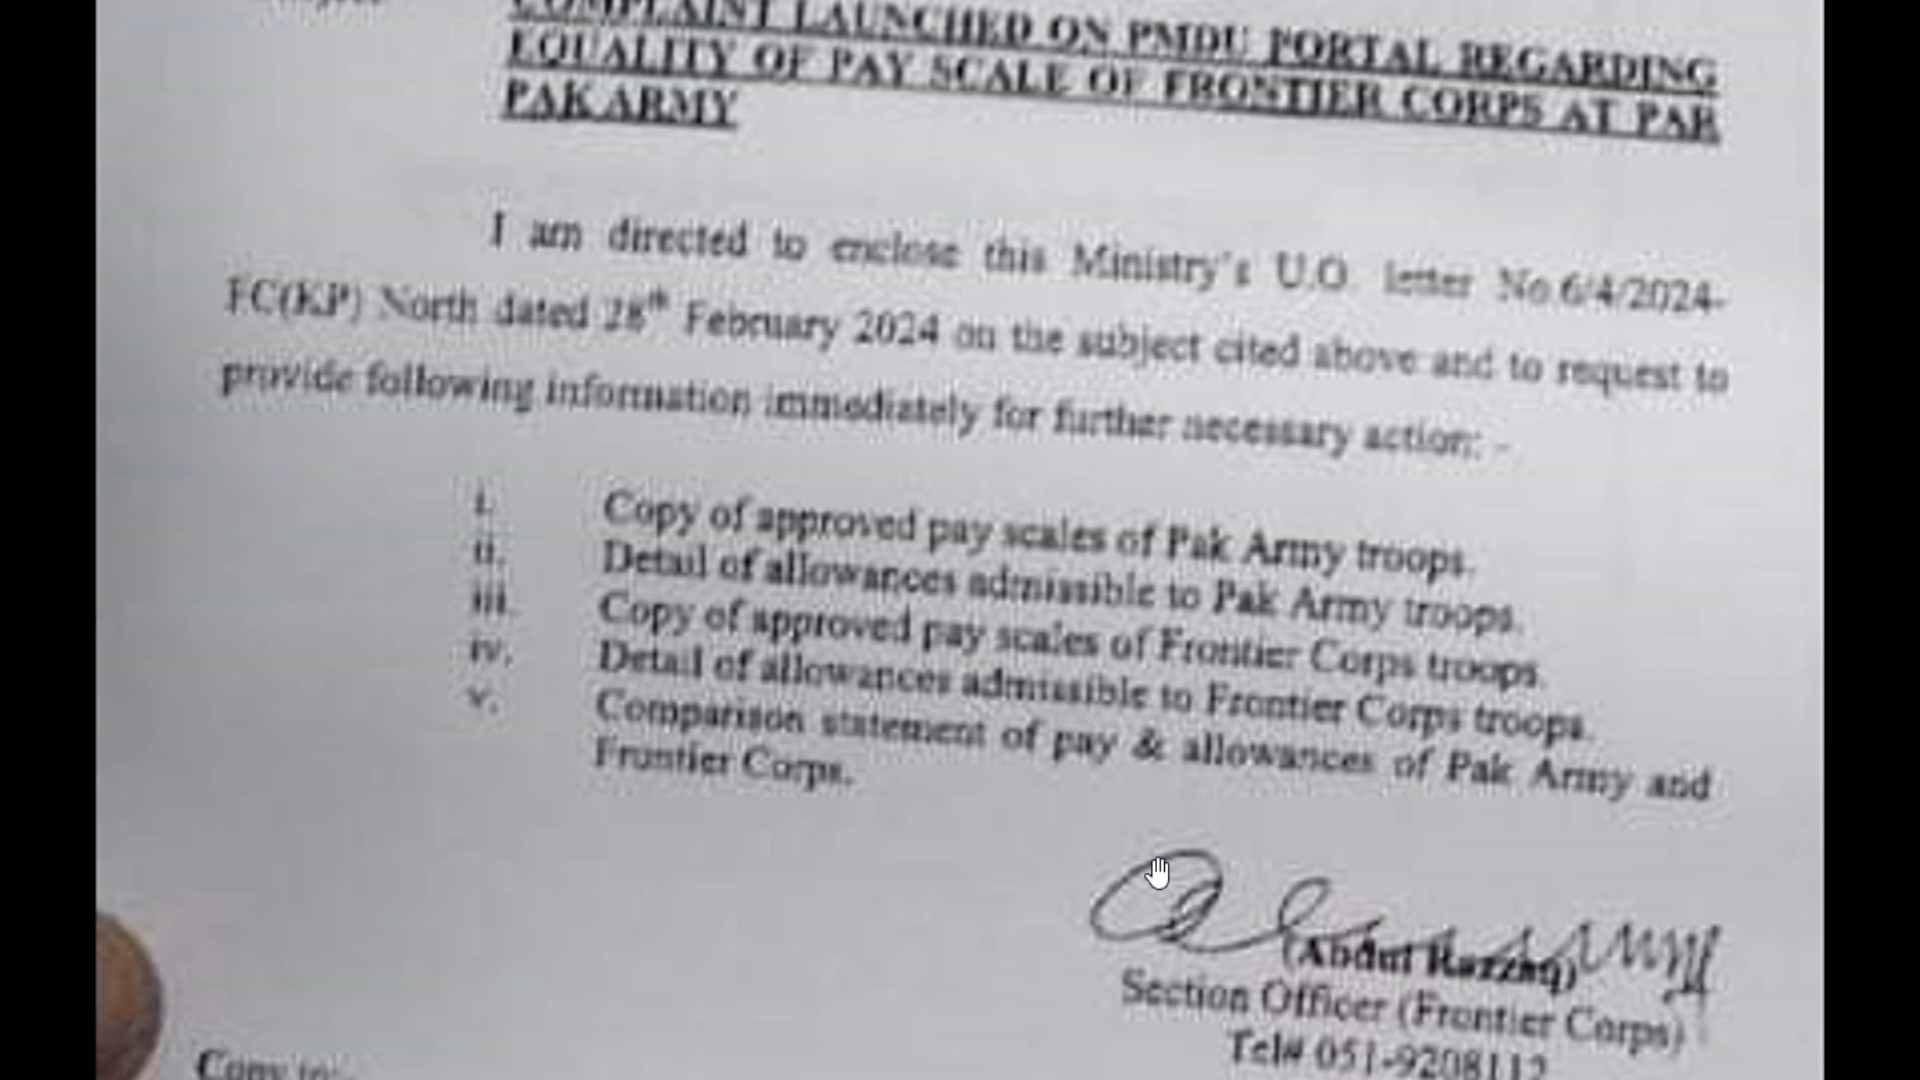 COMPLAINT LAUNCHED ON PMDU PORTAL REGARDING
EQUALITY OF PAY SCALE OF FRONTIER CORPS AT PAR
PAK ARMY
I am directed to enclose this Ministry's U.O. letter No.6/4/2024-
FC(KP) North dated 28th February 2024 on the subject cited above and to request to
provide following information immediately for further necessary action: -
i. Copy of approved pay scales of Pak Army troops.
ii. Detail of allowances admissible to Pak Army troops.
iii. Copy of approved pay scales of Frontier Corps troops.
iv. Detail of allowances admissible to Frontier Corps troops.
v. Comparison statement of pay & allowances of Pak Army and
Frontier Corps.
(Abdul Razzaq)
Section Officer (Frontier Corps)
Tel# 051-9208112
Copy to:-